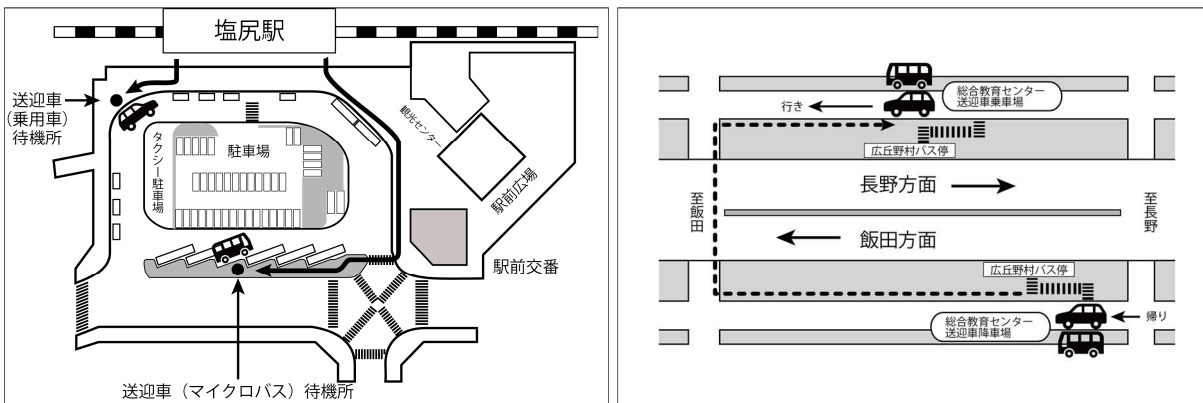 塩尻駅
送迎車
（乗用車）
待機所
タクシー駐車場
駐車場
観光センター
駅前広場
駅前交番
送迎車（マイクロバス）待機所
総合教育センター
送迎車乗車場
行き
広丘野村バス停
長野方面
至飯田
至長野
飯田方面
広丘野村バス停
総合教育センター
送迎車降車場
帰り